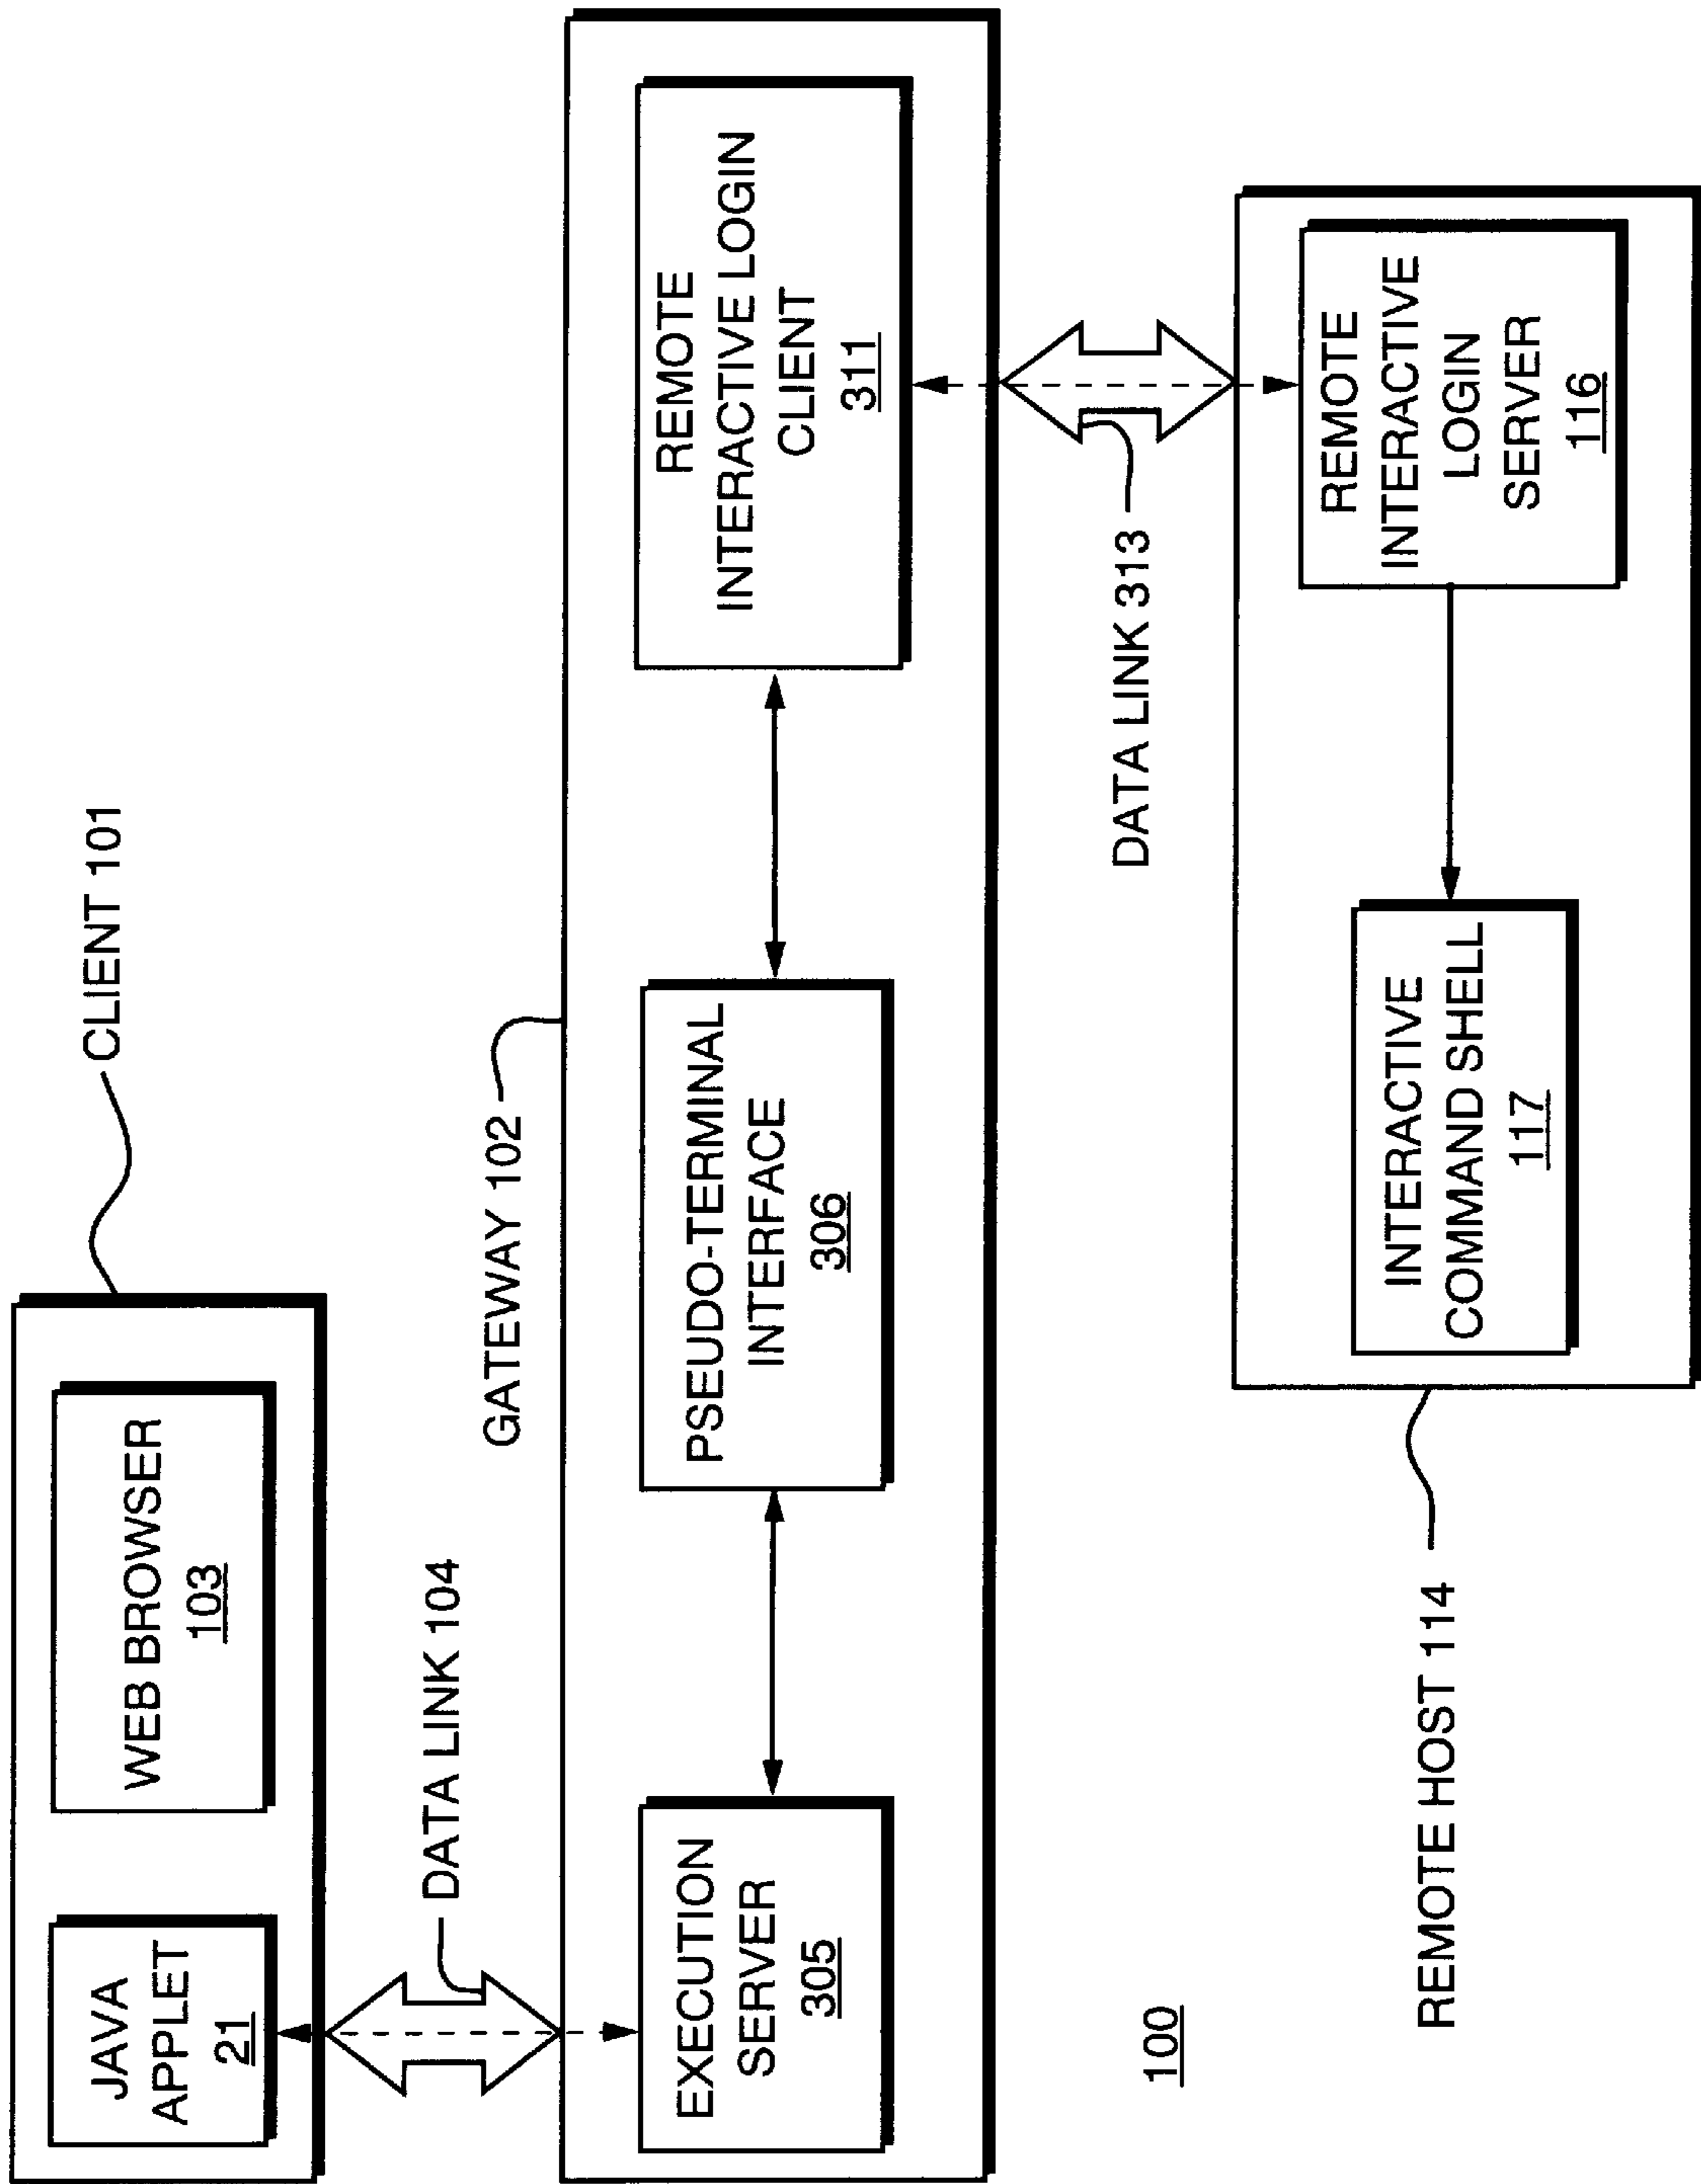 CLIENT 101
JAVA
APPLET
21
WEB BROWSER
103
DATA LINK 104
GATEWAY 102
EXECUTION
SERVER
305
PSEUDO-TERMINAL
INTERFACE
306
REMOTE
INTERACTIVE LOGIN
CLIENT
311
DATA LINK 313
100
REMOTE HOST 114
INTERACTIVE
COMMAND SHELL
117
REMOTE
INTERACTIVE
LOGIN
SERVER
116